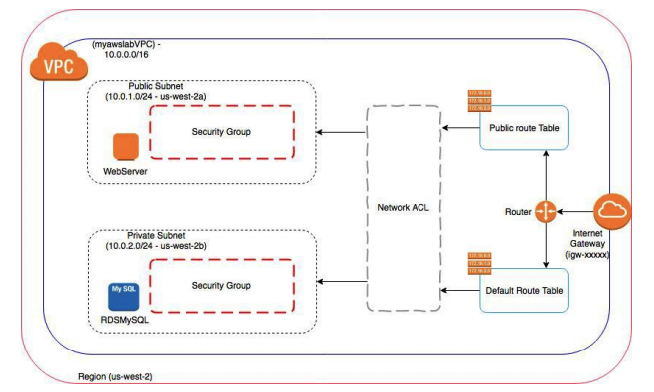 (myawslabVPC) -
10.0.0.0/16
VPC
Public Subnet
(10.0.1.0/24 - us-west-2a)
Security Group
WebServer
Public route Table
Network ACL
Router
Internet
Gateway
(igw-xxxxx)
Private Subnet
(10.0.2.0/24 - us-west-2b)
My SQL
Security Group
RDSMySQL
Default Route Table
Region (us-west-2)